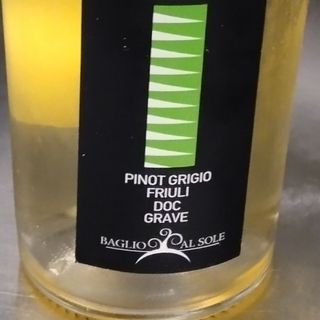 PINOT GRIGIO
FRIULI
DOC
GRAVE
BAGLIO AL SOLE